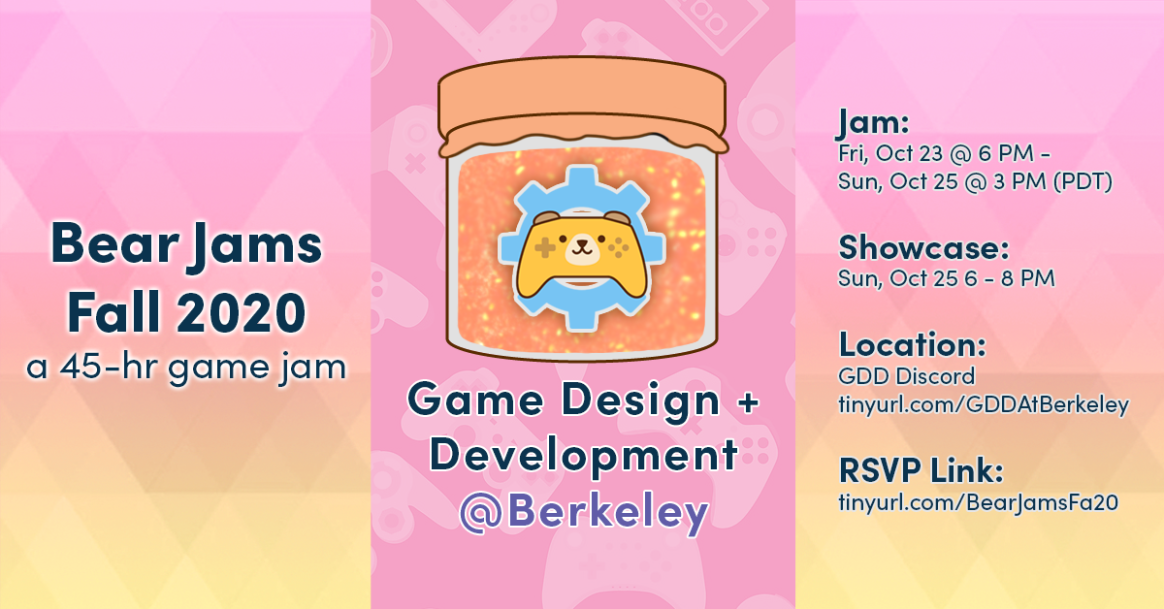 Bear Jams
Fall 2020
a 45-hr game jam
Game Design +
Development
@Berkeley
Jam:
Fri, Oct 23 @ 6 PM -
Sun, Oct 25 @ 3 PM (PDT)
Showcase:
Sun, Oct 25 6 - 8 PM
Location:
GDD Discord
tinyurl.com/GDDAtBerkeley
RSVP Link:
tinyurl.com/BearJamsFa20